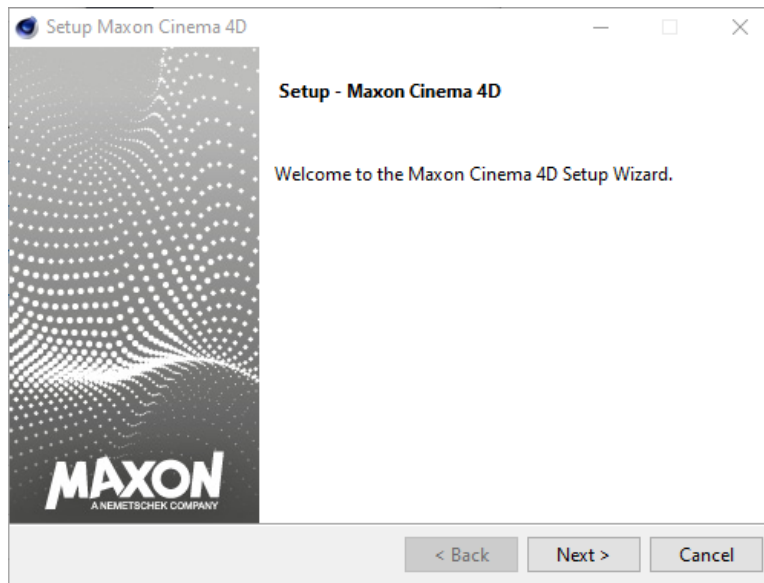 Setup Maxon Cinema 4D
Setup - Maxon Cinema 4D
Welcome to the Maxon Cinema 4D Setup Wizard.
MAXON
A NEMETSCHEK COMPANY
< Back
Next >
Cancel